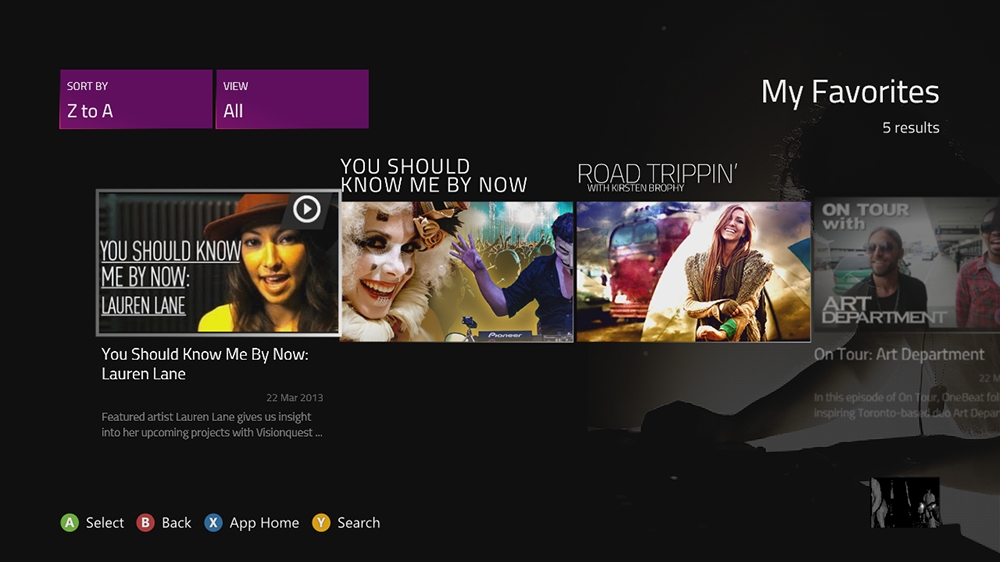 SORT BY
Z to A
VIEW
All
My Favorites
5 results
YOU SHOULD KNOW
ME BY NOW:
LAUREN LANE
You Should Know Me By Now:
Lauren Lane
22 Mar 2013
Featured artist Lauren Lane gives us insight
into her upcoming projects with Visionquest ...
YOU SHOULD
KNOW ME BY NOW
Pioneer
ROAD TRIPPIN'
WITH KIRSTEN BROPHY
ON TOUR
with
ART
DEPARTMENT
On Tour: Art Department
22 M
In this episode of On Tour, OneBeat fol
inspiring Toronto-based duo Art Depar
A Select B Back X App Home Y Search